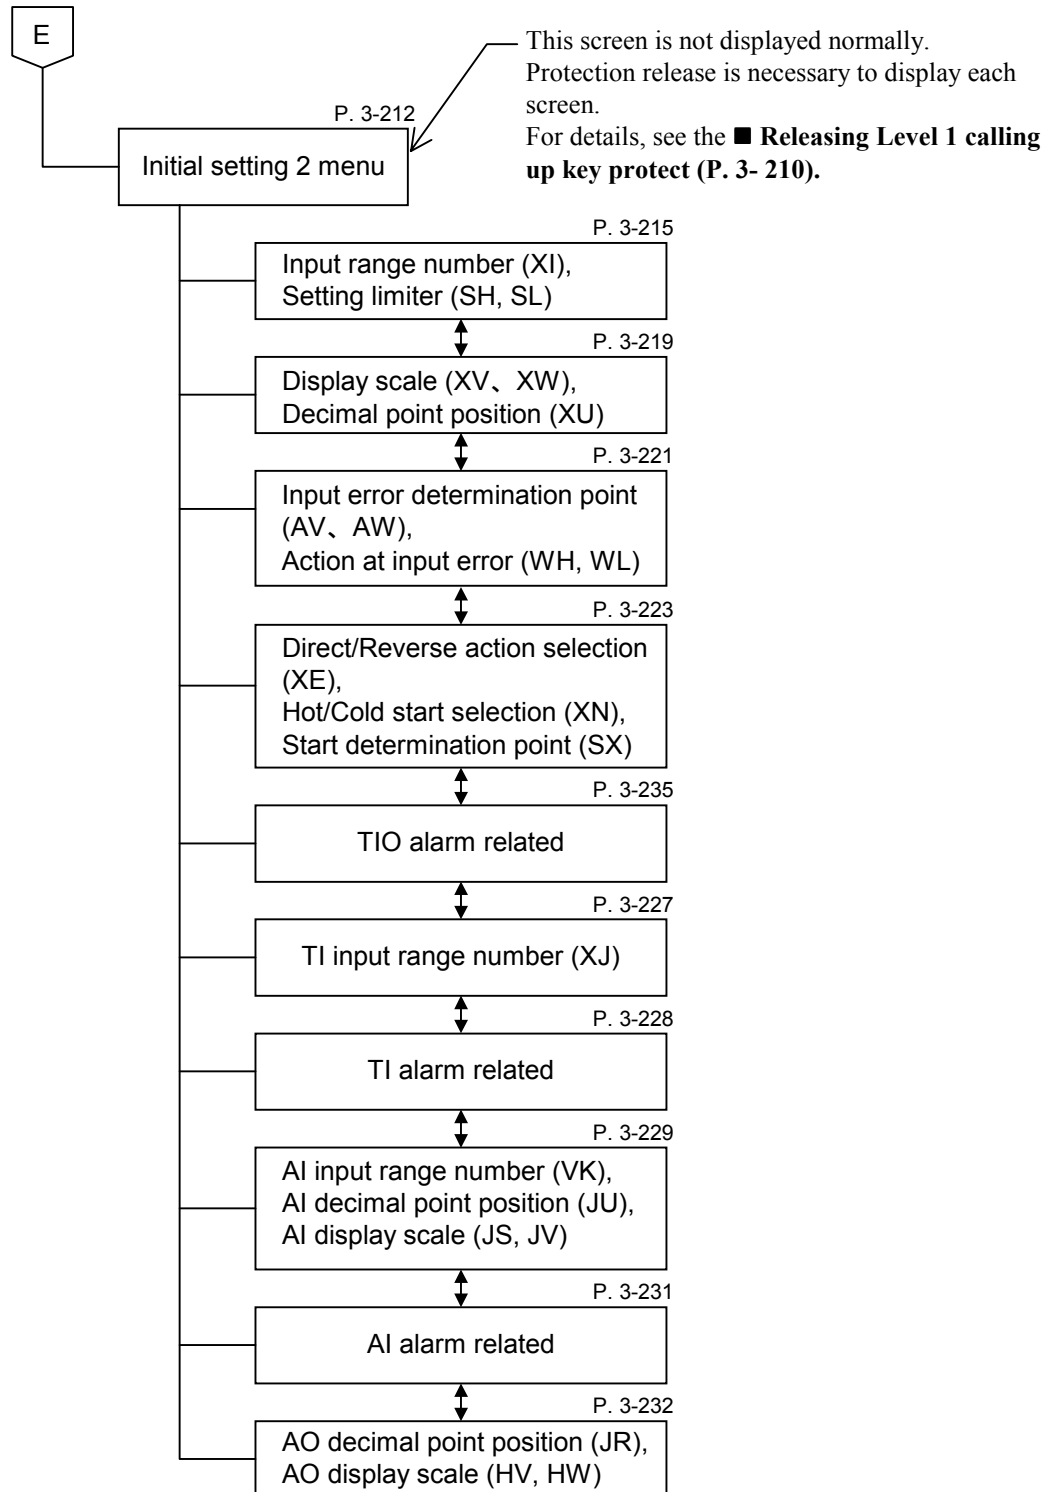 E
This screen is not displayed normally.
Protection release is necessary to display each
screen.
For details, see the ■ Releasing Level 1 calling
up key protect (P. 3- 210).
P. 3-212
Initial setting 2 menu
P. 3-215
Input range number (XI),
Setting limiter (SH, SL)
P. 3-219
Display scale (XV、XW),
Decimal point position (XU)
P. 3-221
Input error determination point
(AV、AW),
Action at input error (WH, WL)
P. 3-223
Direct/Reverse action selection
(XE),
Hot/Cold start selection (XN),
Start determination point (SX)
P. 3-235
TIO alarm related
P. 3-227
TI input range number (XJ)
P. 3-228
TI alarm related
P. 3-229
AI input range number (VK),
AI decimal point position (JU),
AI display scale (JS, JV)
P. 3-231
AI alarm related
P. 3-232
AO decimal point position (JR),
AO display scale (HV, HW)